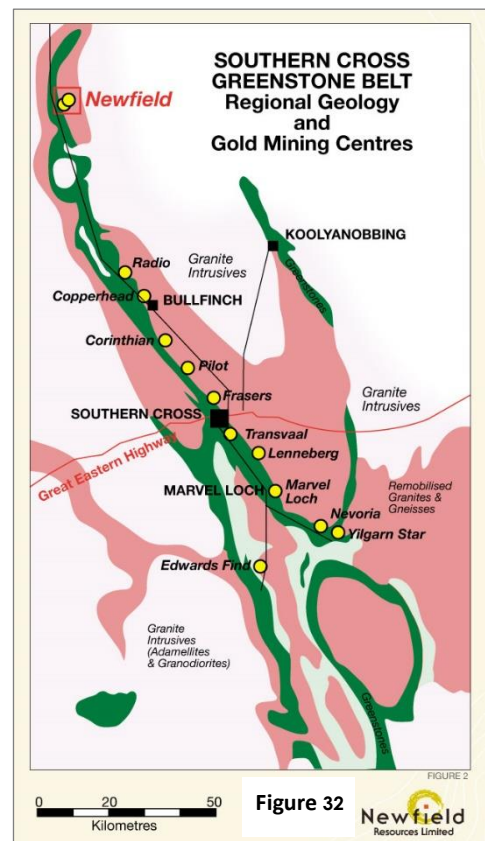 SOUTHERN CROSS
GREENSTONE BELT
Regional Geology
and
Gold Mining Centres
Newfield
KOOLYANOBBING
Granite
Intrusives
Greenstones
Radio
Copperhead
BULLFINCH
Corinthian
Pilot
Frasers
Granite
Intrusives
SOUTHERN CROSS
Great Eastern Highway
Transvaal
Lenneberg
MARVEL LOCH
Marvel
Loch
Remobilised
Granites &
Gneisses
Nevoria
Yilgarn Star
Edwards Find
Granite
Intrusives
(Adamellites
& Granodiorites)
Greenstones
FIGURE 2
0 50
Kilometres
Figure 32
Newfield
Resources Limited